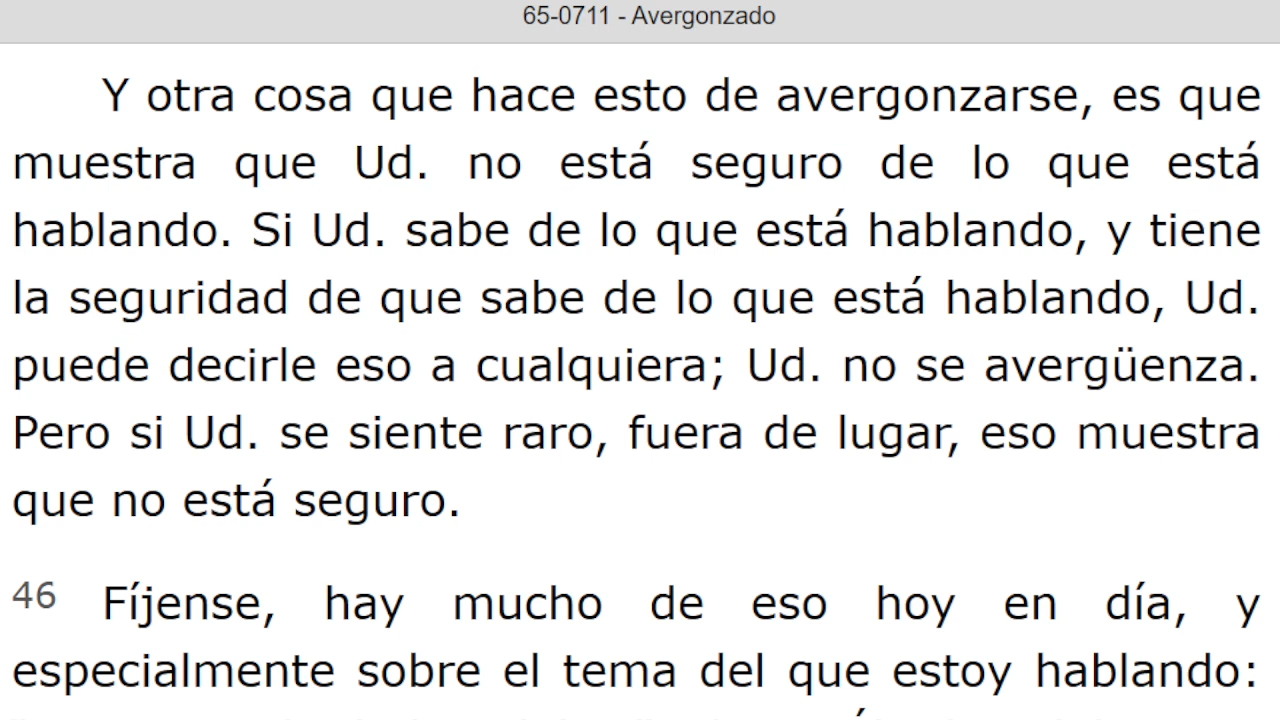 65-0711 - Avergonzado
Y otra cosa que hace esto de avergonzarse, es que
muestra que Ud. no está seguro de lo que está
hablando. Si Ud. sabe de lo que está hablando, y tiene
la seguridad de que sabe de lo que está hablando, Ud.
puede decirle eso a cualquiera; Ud. no se avergüenza.
Pero si Ud. se siente raro, fuera de lugar, eso muestra
que no está seguro.
46 Fíjense, hay mucho de eso hoy en día, y
especialmente sobre el tema del que estoy hablando: